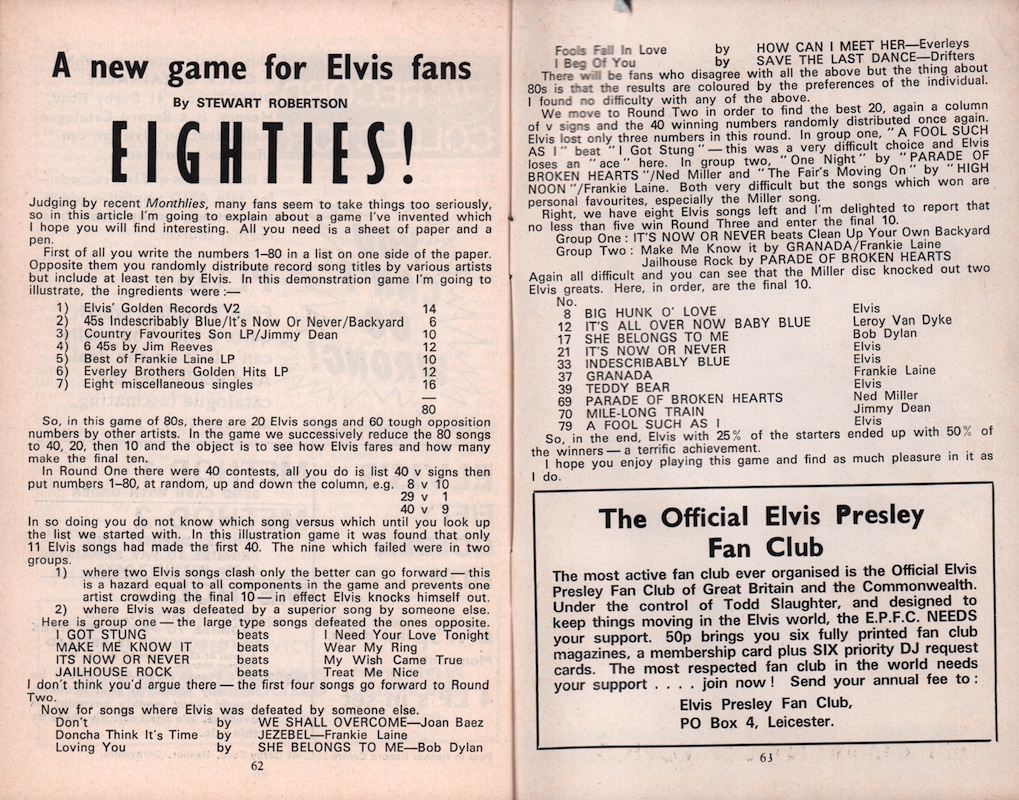 A new game for Elvis fans
By STEWART ROBERTSON
EIGHTIES!
Judging by recent Monthlies, many fans seem to take things too seriously,
so in this article I'm going to explain about a game I've invented which
I hope you will find interesting. All you need is a sheet of paper and a
pen.
First of all you write the numbers 1–80 in a list on one side of the paper.
Opposite them you randomly distribute record song titles by various artists
but include at least ten by Elvis. In this demonstration game I'm going to
illustrate, the ingredients were :—
1) Elvis' Golden Records V2 14
2) 45s Indescribably Blue/It's Now Or Never/Backyard 6
3) Country Favourites Son LP/Jimmy Dean 10
4) 6 45s by Jim Reeves 12
5) Best of Frankie Laine LP 10
6) Everley Brothers Golden Hits LP 12
7) Eight miscellaneous singles 16
—
80
So, in this game of 80s, there are 20 Elvis songs and 60 tough opposition
numbers by other artists. In the game we successively reduce the 80 songs
to 40, 20, then 10 and the object is to see how Elvis fares and how many
make the final ten.
In Round One there were 40 contests, all you do is list 40 v signs then
put numbers 1–80, at random, up and down the column, e.g. 8 v 10
29 v 1
40 v 9
In so doing you do not know which song versus which until you look up
the list we started with. In this illustration game it was found that only
11 Elvis songs had made the first 40. The nine which failed were in two
groups.
1) where two Elvis songs clash only the better can go forward — this
is a hazard equal to all components in the game and prevents one
artist crowding the final 10 — in effect Elvis knocks himself out.
2) where Elvis was defeated by a superior song by someone else.
Here is group one — the large type songs defeated the ones opposite.
I GOT STUNG beats I Need Your Love Tonight
MAKE ME KNOW IT beats Wear My Ring
ITS NOW OR NEVER beats My Wish Came True
JAILHOUSE ROCK beats Treat Me Nice
I don't think you'd argue there — the first four songs go forward to Round
Two.
Now for songs where Elvis was defeated by someone else.
Don't by WE SHALL OVERCOME—Joan Baez
Doncha Think It's Time by JEZEBEL—Frankie Laine
Loving You by SHE BELONGS TO ME—Bob Dylan
62
Fools Fall In Love by HOW CAN I MEET HER—Everleys
I Beg Of You by SAVE THE LAST DANCE—Drifters
There will be fans who disagree with all the above but the thing about
80s is that the results are coloured by the preferences of the individual.
I found no difficulty with any of the above.
We move to Round Two in order to find the best 20, again a column
of v signs and the 40 winning numbers randomly distributed once again.
Elvis lost only three numbers in this round. In group one, "A FOOL SUCH
AS I" beat "I Got Stung" — this was a very difficult choice and Elvis
loses an "ace" here. In group two, "One Night" by "PARADE OF
BROKEN HEARTS"/Ned Miller and "The Fair's Moving On" by "HIGH
NOON"/Frankie Laine. Both very difficult but the songs which won are
personal favourites, especially the Miller song.
Right, we have eight Elvis songs left and I'm delighted to report that
no less than five win Round Three and enter the final 10.
Group One : IT'S NOW OR NEVER beats Clean Up Your Own Backyard
Group Two : Make Me Know it by GRANADA/Frankie Laine
Jailhouse Rock by PARADE OF BROKEN HEARTS
Again all difficult and you can see that the Miller disc knocked out two
Elvis greats. Here, in order, are the final 10.
No.
8 BIG HUNK O' LOVE Elvis
12 IT'S ALL OVER NOW BABY BLUE Leroy Van Dyke
17 SHE BELONGS TO ME Bob Dylan
21 IT'S NOW OR NEVER Elvis
33 INDESCRIBABLY BLUE Elvis
37 GRANADA Frankie Laine
39 TEDDY BEAR Elvis
69 PARADE OF BROKEN HEARTS Ned Miller
70 MILE-LONG TRAIN Jimmy Dean
79 A FOOL SUCH AS I Elvis
So, in the end, Elvis with 25% of the starters ended up with 50% of
the winners — a terrific achievement.
I hope you enjoy playing this game and find as much pleasure in it as
I do.
The Official Elvis Presley
Fan Club
The most active fan club ever organised is the Official Elvis
Presley Fan Club of Great Britain and the Commonwealth.
Under the control of Todd Slaughter, and designed to
keep things moving in the Elvis world, the E.P.F.C. NEEDS
your support. 50p brings you six fully printed fan club
magazines, a membership card plus SIX priority DJ request
cards. The most respected fan club in the world needs
your support . . . . join now ! Send your annual fee to :
Elvis Presley Fan Club,
PO Box 4, Leicester.
63